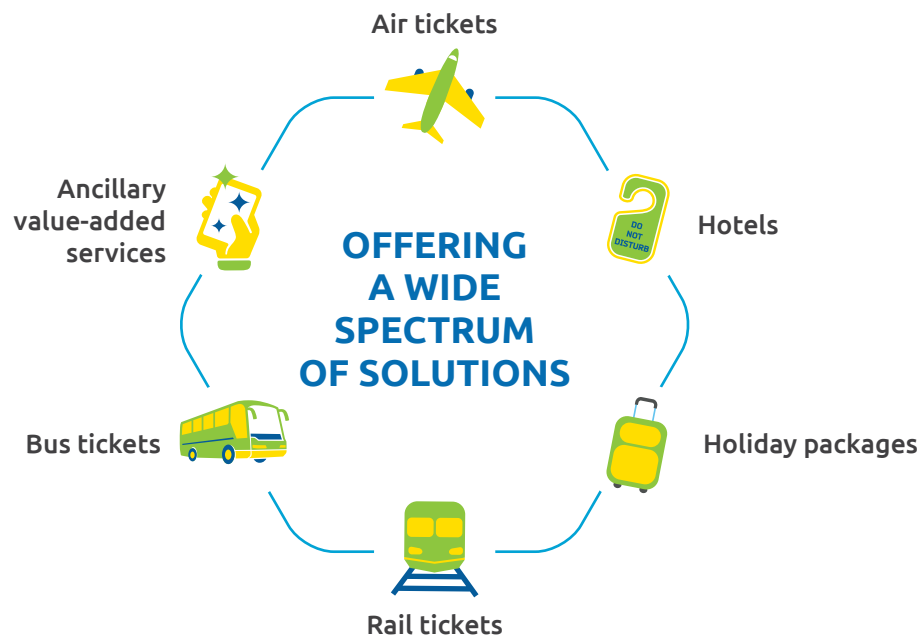 Air tickets
Ancillary
value-added
services
DO
NOT
DISTURB
Hotels
OFFERING
A WIDE
SPECTRUM
OF SOLUTIONS
Bus tickets
Holiday packages
Rail tickets